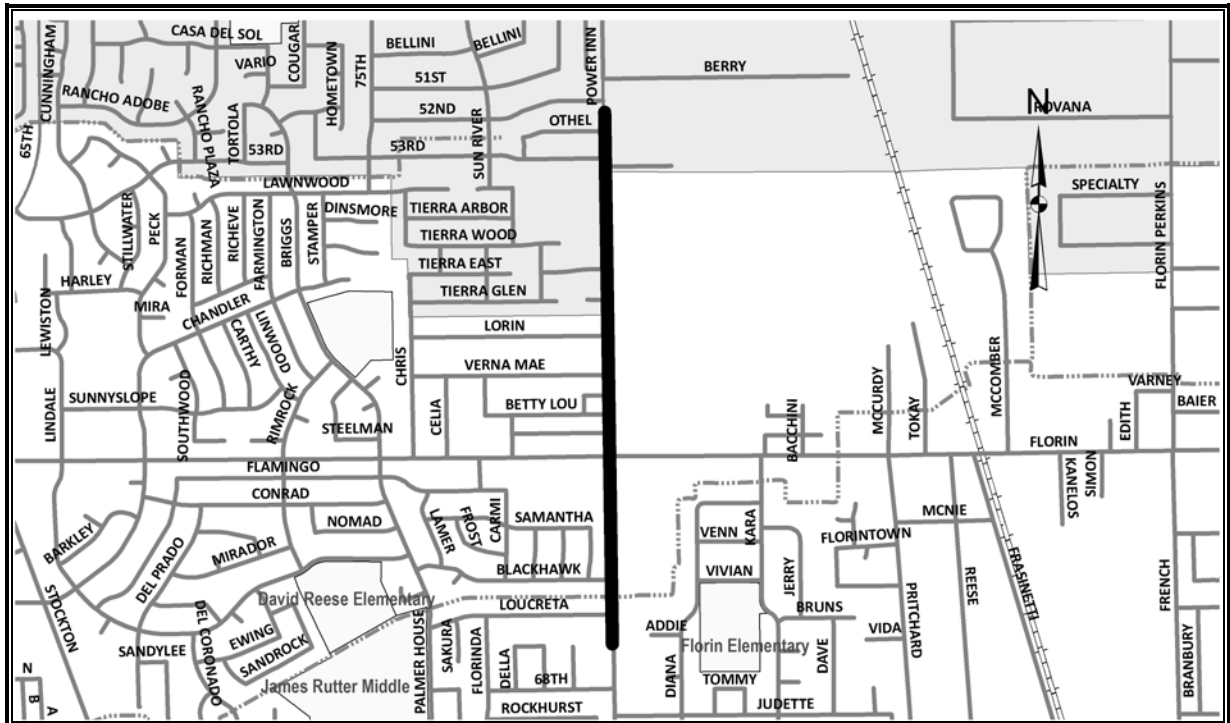 CASA DEL SOL
CUNNINGHAM
VARIO
COUGAR
HOMETOWN
75TH
BELLINI
BELLINI
POWER INN
BERRY
51ST
RANCHO ADOBE
RANCHO PLAZA
TORTOLA
52ND
OTHEL
N
ROVANA
65TH
53RD
53RD
SUN RIVER
LAWNWOOD
SPECIALTY
STILLWATER
PECK
FORMAN
RICHMAN
RICHEVE
FARMINGTON
BRIGGS
STAMPER
DINSMORE
TIERRA ARBOR
TIERRA WOOD
FLORIN PERKINS
HARLEY
MIRA
TIERRA EAST
TIERRA GLEN
LEWISTON
CHANDLER
CARTHY
LINWOOD
LORIN
CHRIS
VERNA MAE
MCCOMBER
VARNEY
LINDALE
SUNNYSLOPE
SOUTHWOOD
RIMROCK
STEELMAN
CELIA
BETTY LOU
BACCHINI
MCCURDY
TOKAY
EDITH
BAIER
FLORIN
FLAMINGO
KANELOS
NOMIS
CONRAD
NOMAD
LAMER
FROST
CARMI
SAMANTHA
MCNIE
BARKLEY
DEL PRADO
MIRADOR
VENN
KARA
FLORINTOWN
BLACKHAWK
VIVIAN
JERRY
FRASINETTI
FRENCH
STOCKTON
David Reese Elementary
LOUCRETA
BRUNS
PRITCHARD
REESE
DEL CORONADO
EWING
SANDROCK
PALMER HOUSE
SAKURA
FLORINDA
DELLA
ADDIE
Florin Elementary
DAVE
VIDA
SANDYLEE
BRANBURY
James Rutter Middle
68TH
DIANA
TOMMY
ROCKHURST
JUDETTE
N
B
A